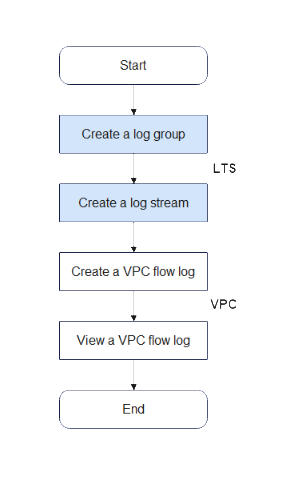 Start
Create a log group
LTS
Create a log stream
Create a VPC flow log
VPC
View a VPC flow log
End